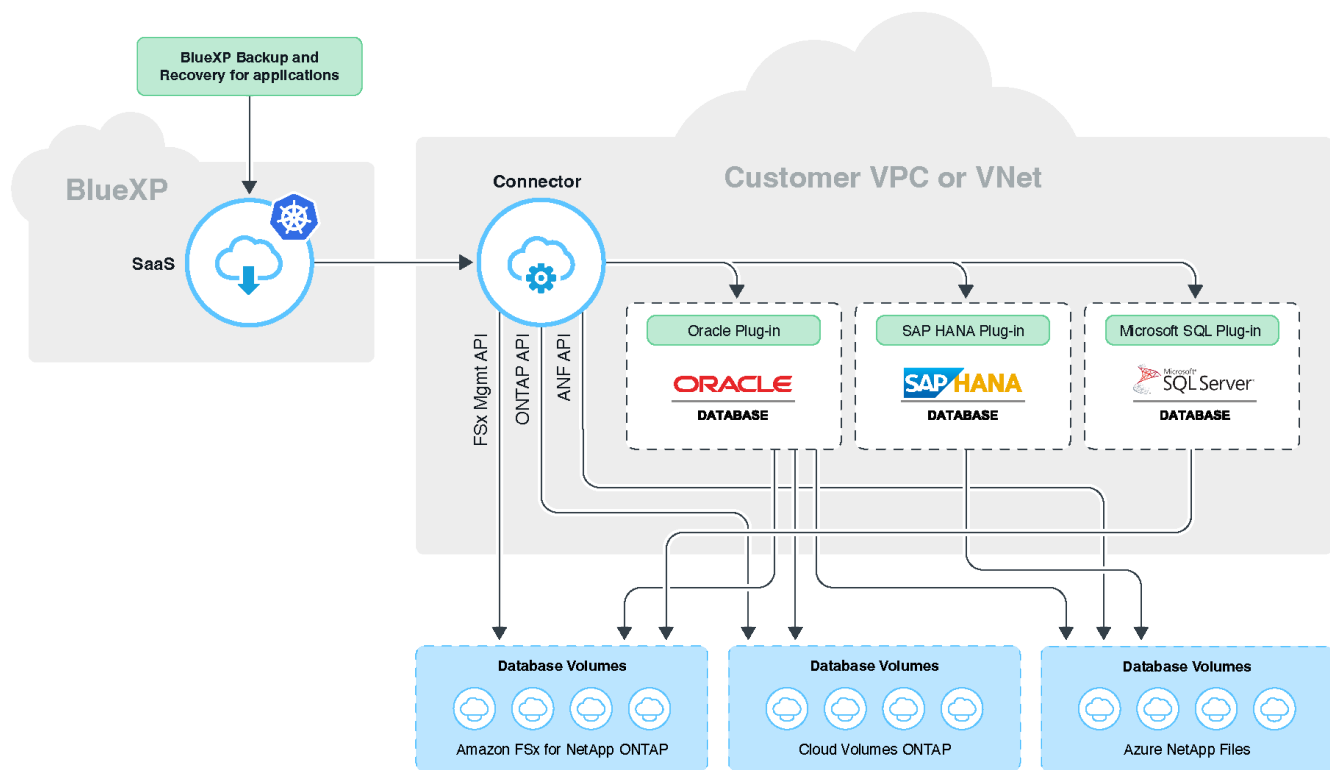 BlueXP Backup and
Recovery for applications
BlueXP
SaaS
Connector
Customer VPC or VNet
FSx Mgmt API
ONTAP API
ANF API
Oracle Plug-in
ORACLE
DATABASE
SAP HANA Plug-in
SAP HANA
DATABASE
Microsoft SQL Plug-in
Microsoft
SQL Server
DATABASE
Database Volumes
Amazon FSx for NetApp ONTAP
Database Volumes
Cloud Volumes ONTAP
Database Volumes
Azure NetApp Files